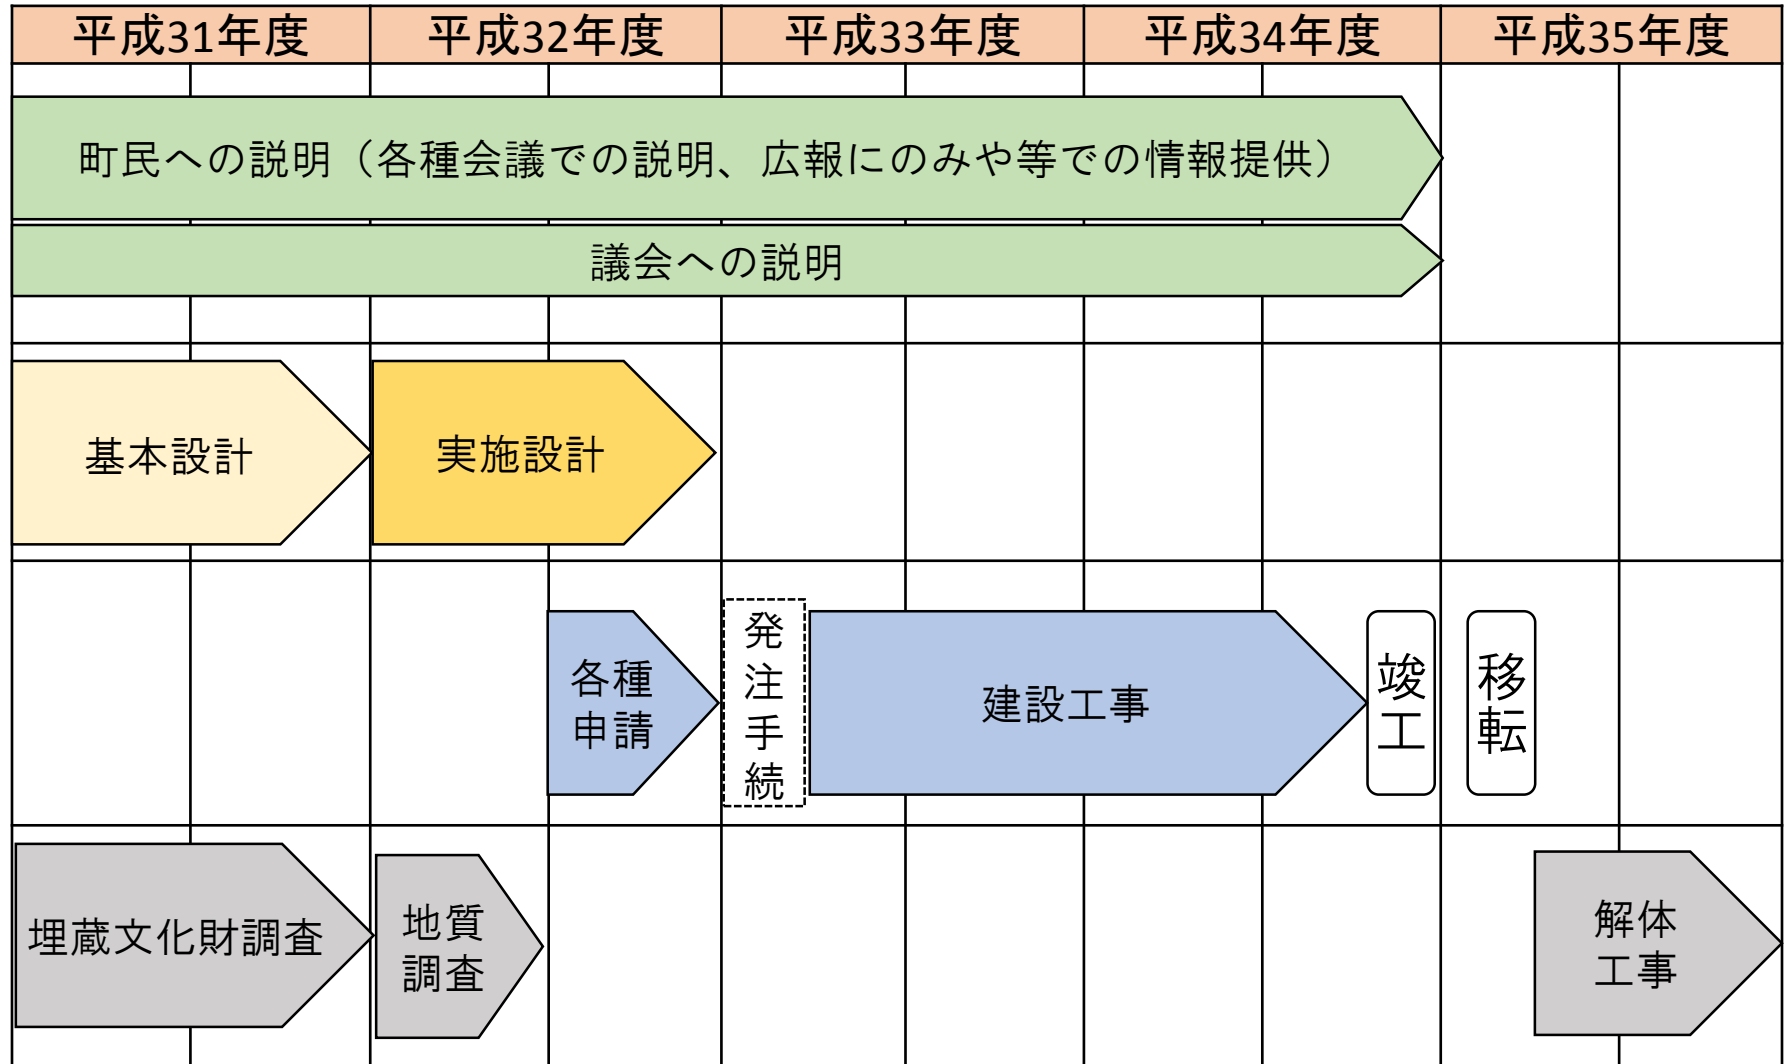 平成31年度
平成32年度
平成33年度
平成34年度
平成35年度
町民への説明（各種会議での説明、広報にのみや等での情報提供）
議会への説明
基本設計
実施設計
各種
申請
発注手続
建設工事
竣工
移転
埋蔵文化財調査
地質
調査
解体
工事